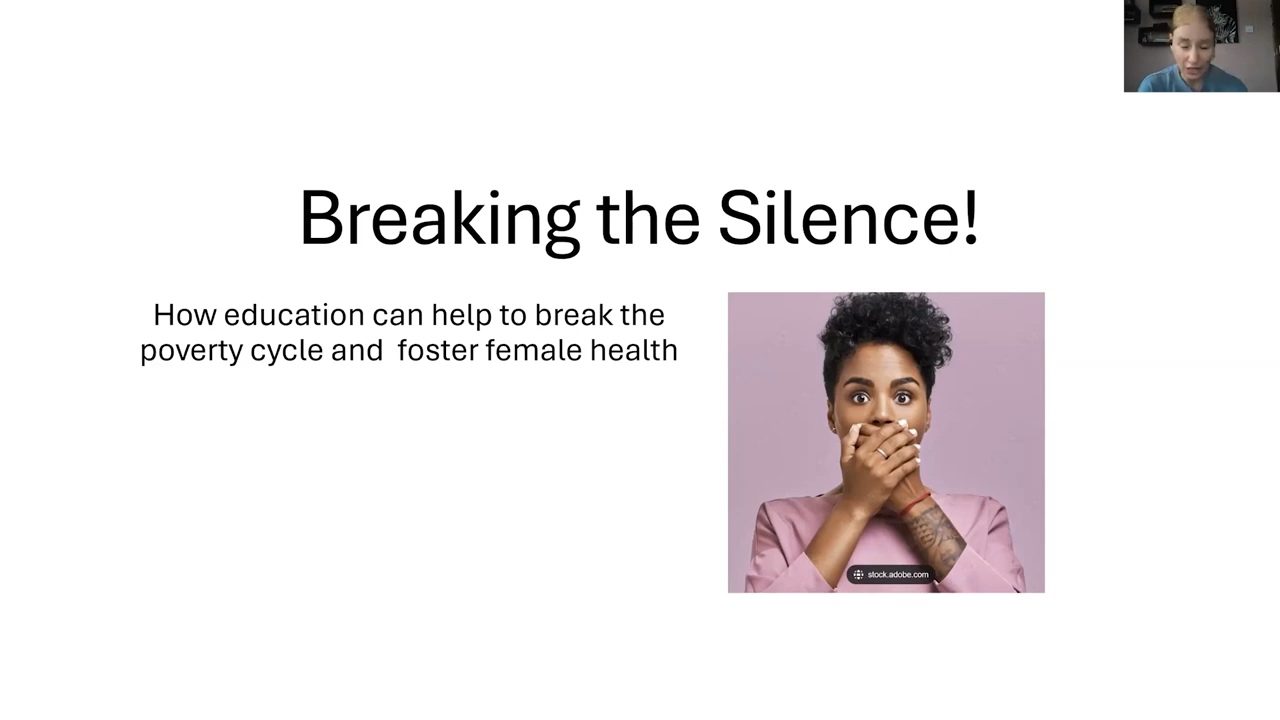 Breaking the Silence!
How education can help to break the
poverty cycle and  foster female health
stock.adobe.com